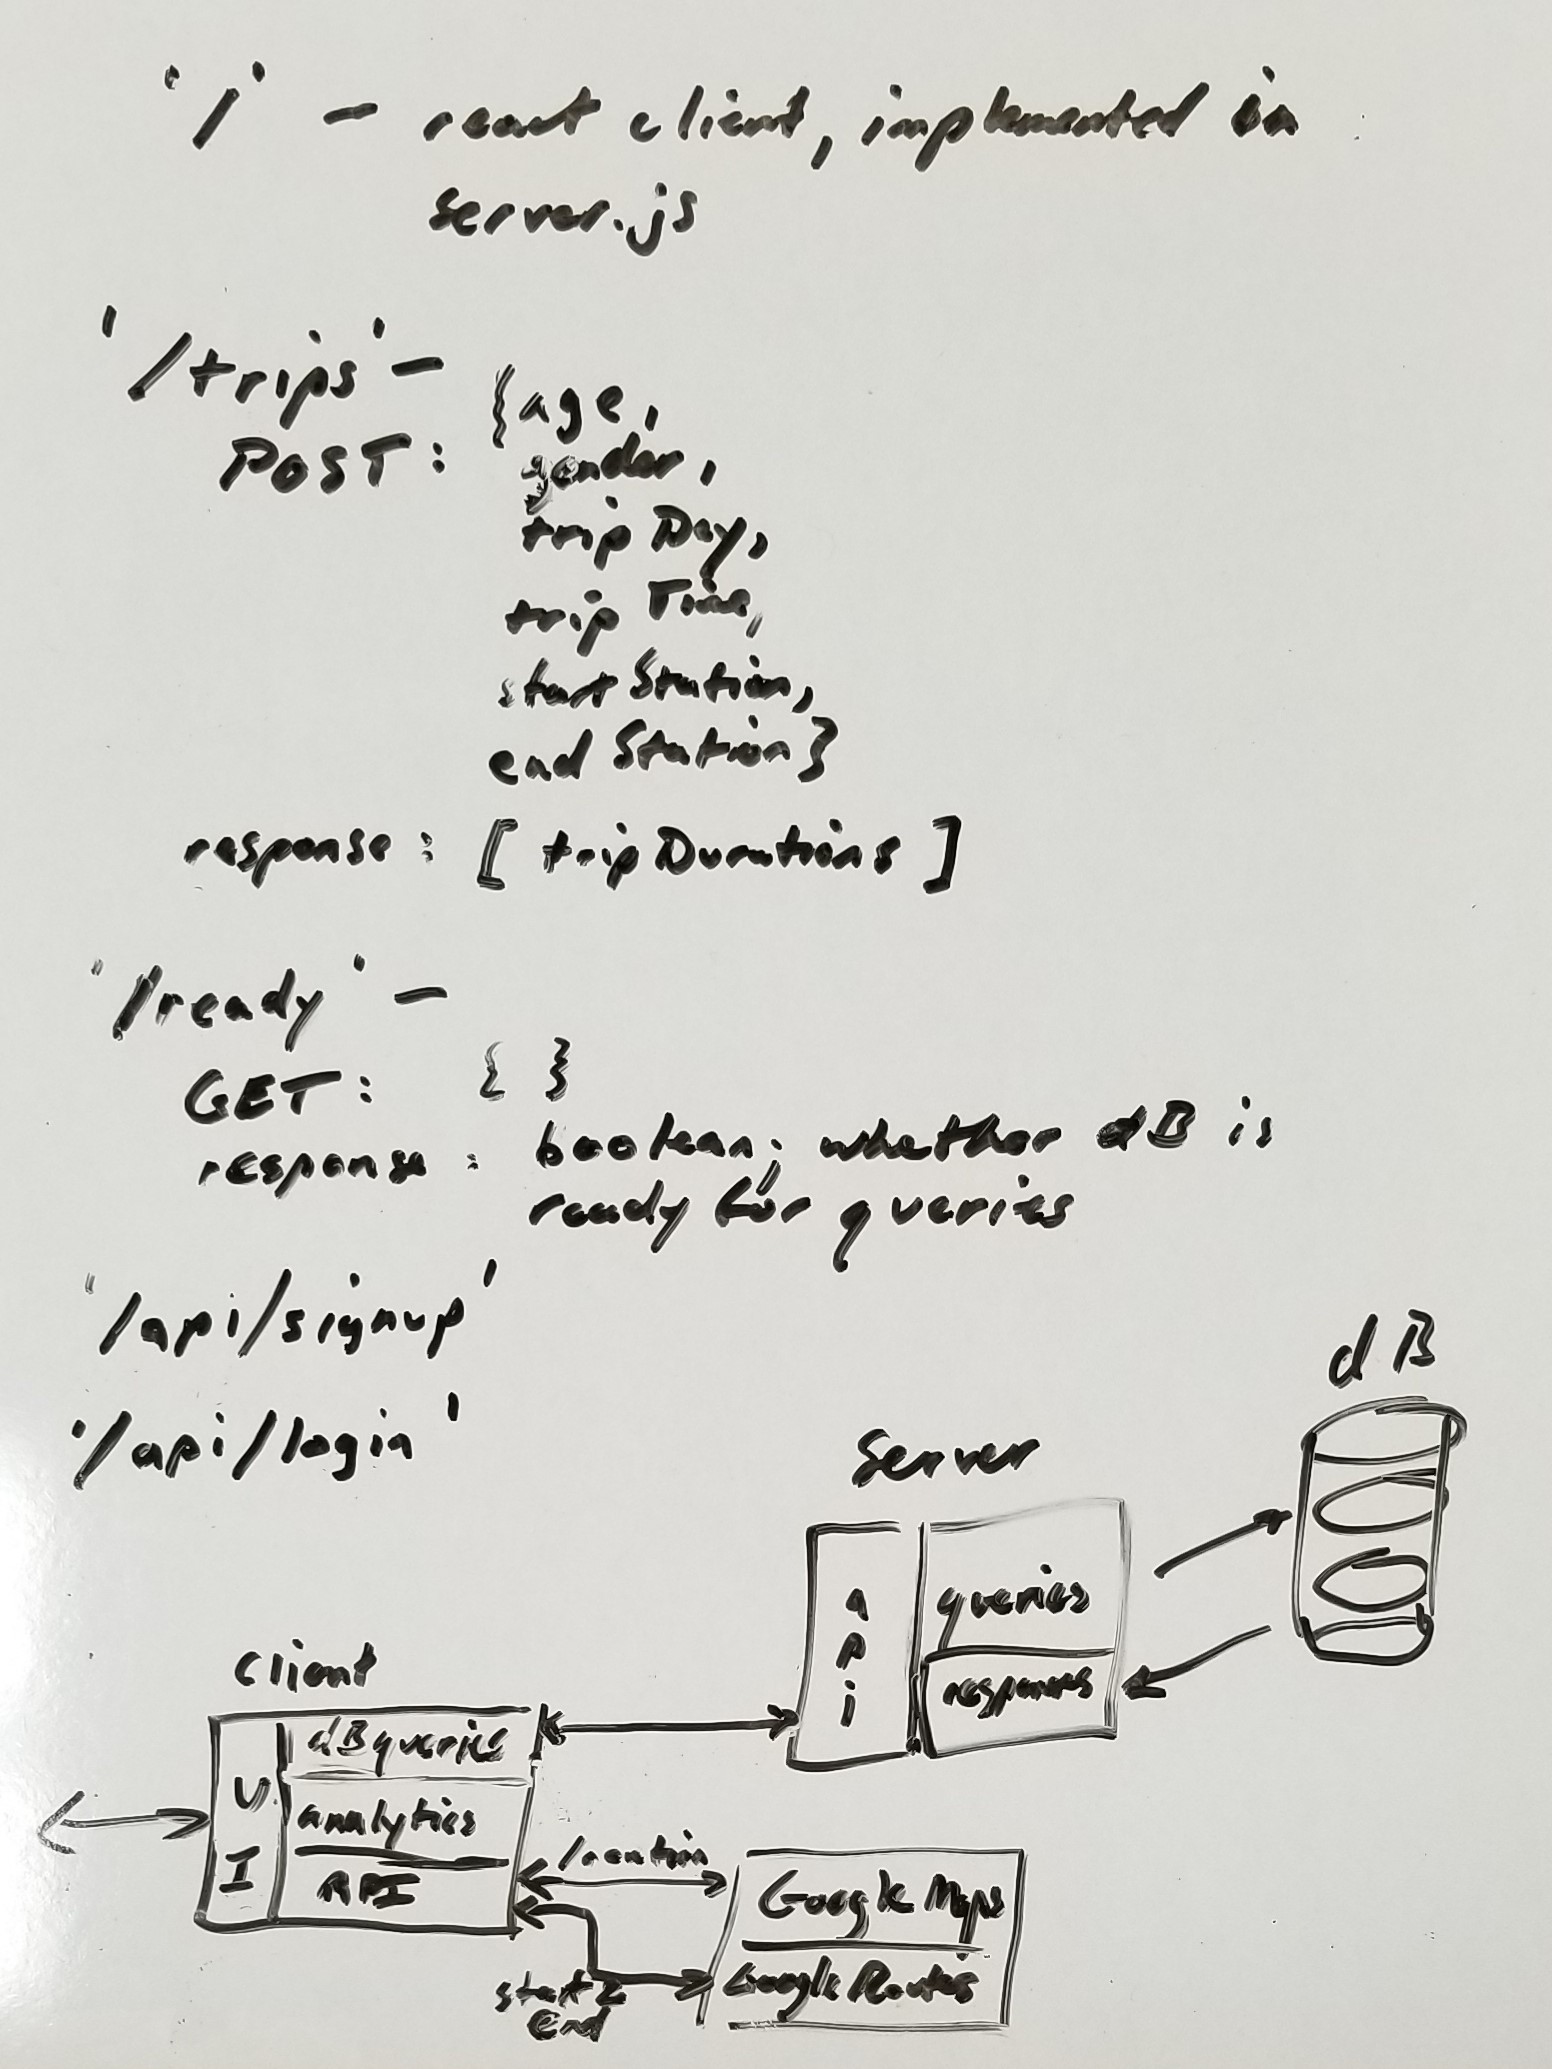 '/' - react client, implemented in
server.js
'/trips' -
POST: {age,
gender,
tripDay,
tripTime,
startStation,
endStation}
response: [tripDurations]
'/ready' -
GET: { }
response: boolean; whether dB is
ready for queries
'/api/signup'
'/api/login'
dB
Server
api
queries
responses
client
UI
dBqueries
analytics
API
location
Google Maps
Google Routes
start &
end